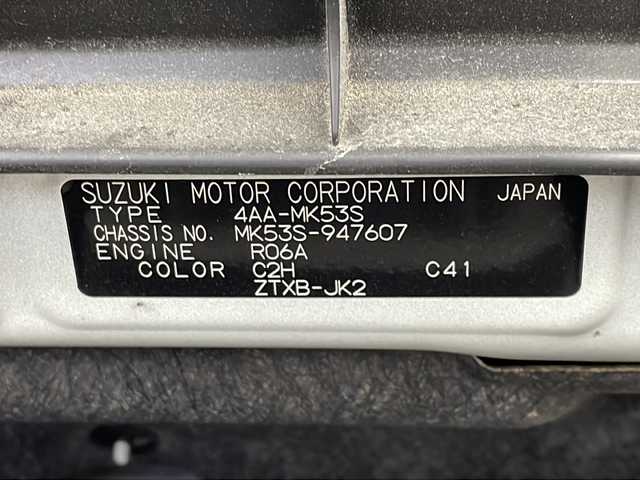 SUZUKI MOTOR CORPORATION JAPAN
TYPE 4AA-MK53S
CHASSIS NO. MK53S-947607
ENGINE R06A
COLOR C2H C41
ZTXB-JK2